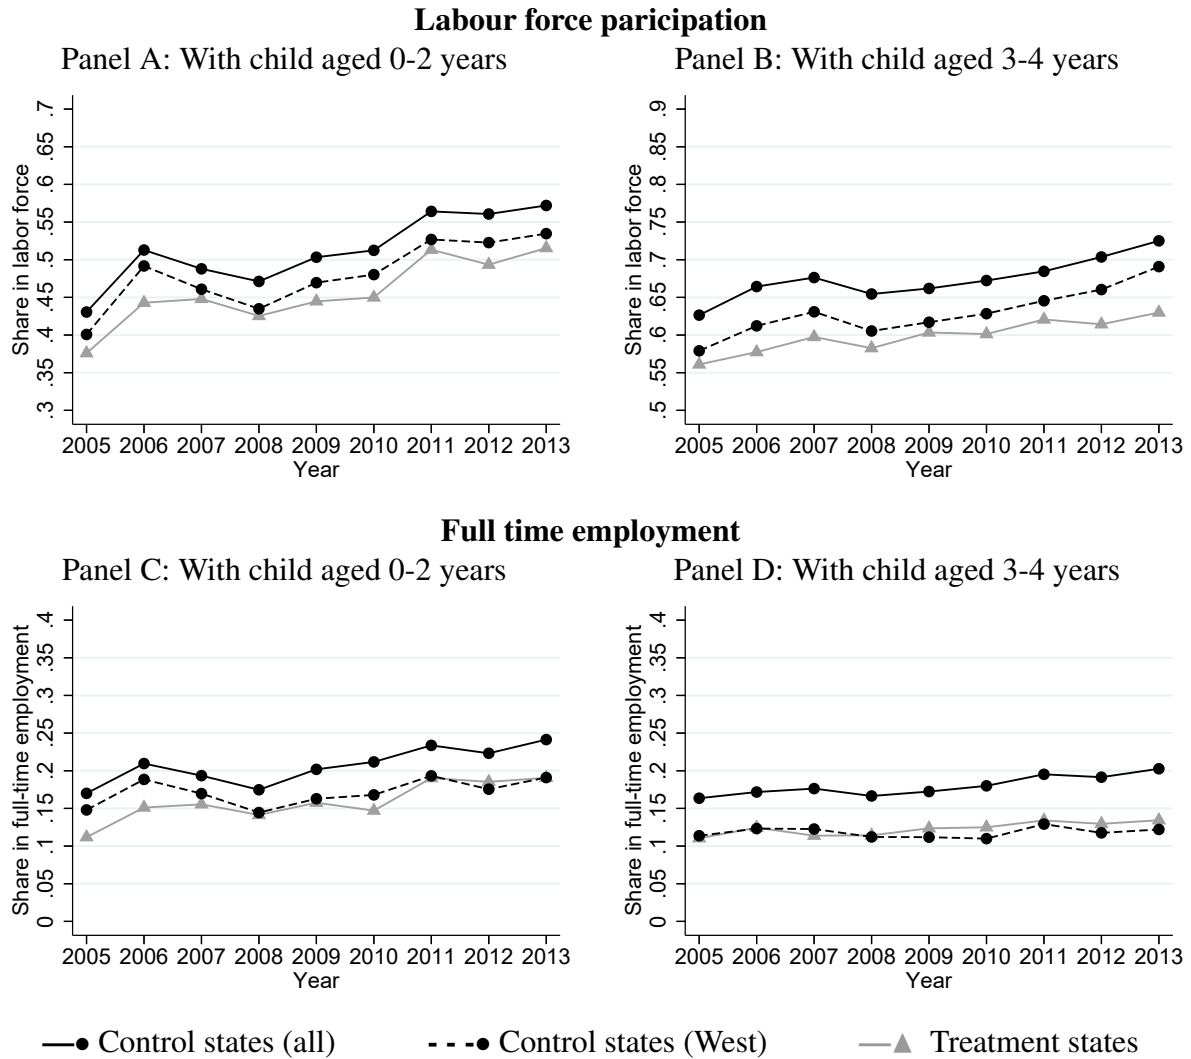 Labour force paricipation
Panel A: With child aged 0-2 years
Share in labor force
.7
.65
.6
.55
.5
.45
.4
.35
.3
2005 2006 2007 2008 2009 2010 2011 2012 2013
Year
Panel B: With child aged 3-4 years
Share in labor force
.9
.85
.8
.75
.7
.65
.6
.55
.5
2005 2006 2007 2008 2009 2010 2011 2012 2013
Year
Full time employment
Panel C: With child aged 0-2 years
Share in full-time employment
.4
.35
.3
.25
.2
.15
.1
.05
0
2005 2006 2007 2008 2009 2010 2011 2012 2013
Year
Panel D: With child aged 3-4 years
Share in full-time employment
.4
.35
.3
.25
.2
.15
.1
.05
0
2005 2006 2007 2008 2009 2010 2011 2012 2013
Year
Control states (all) Control states (West) Treatment states